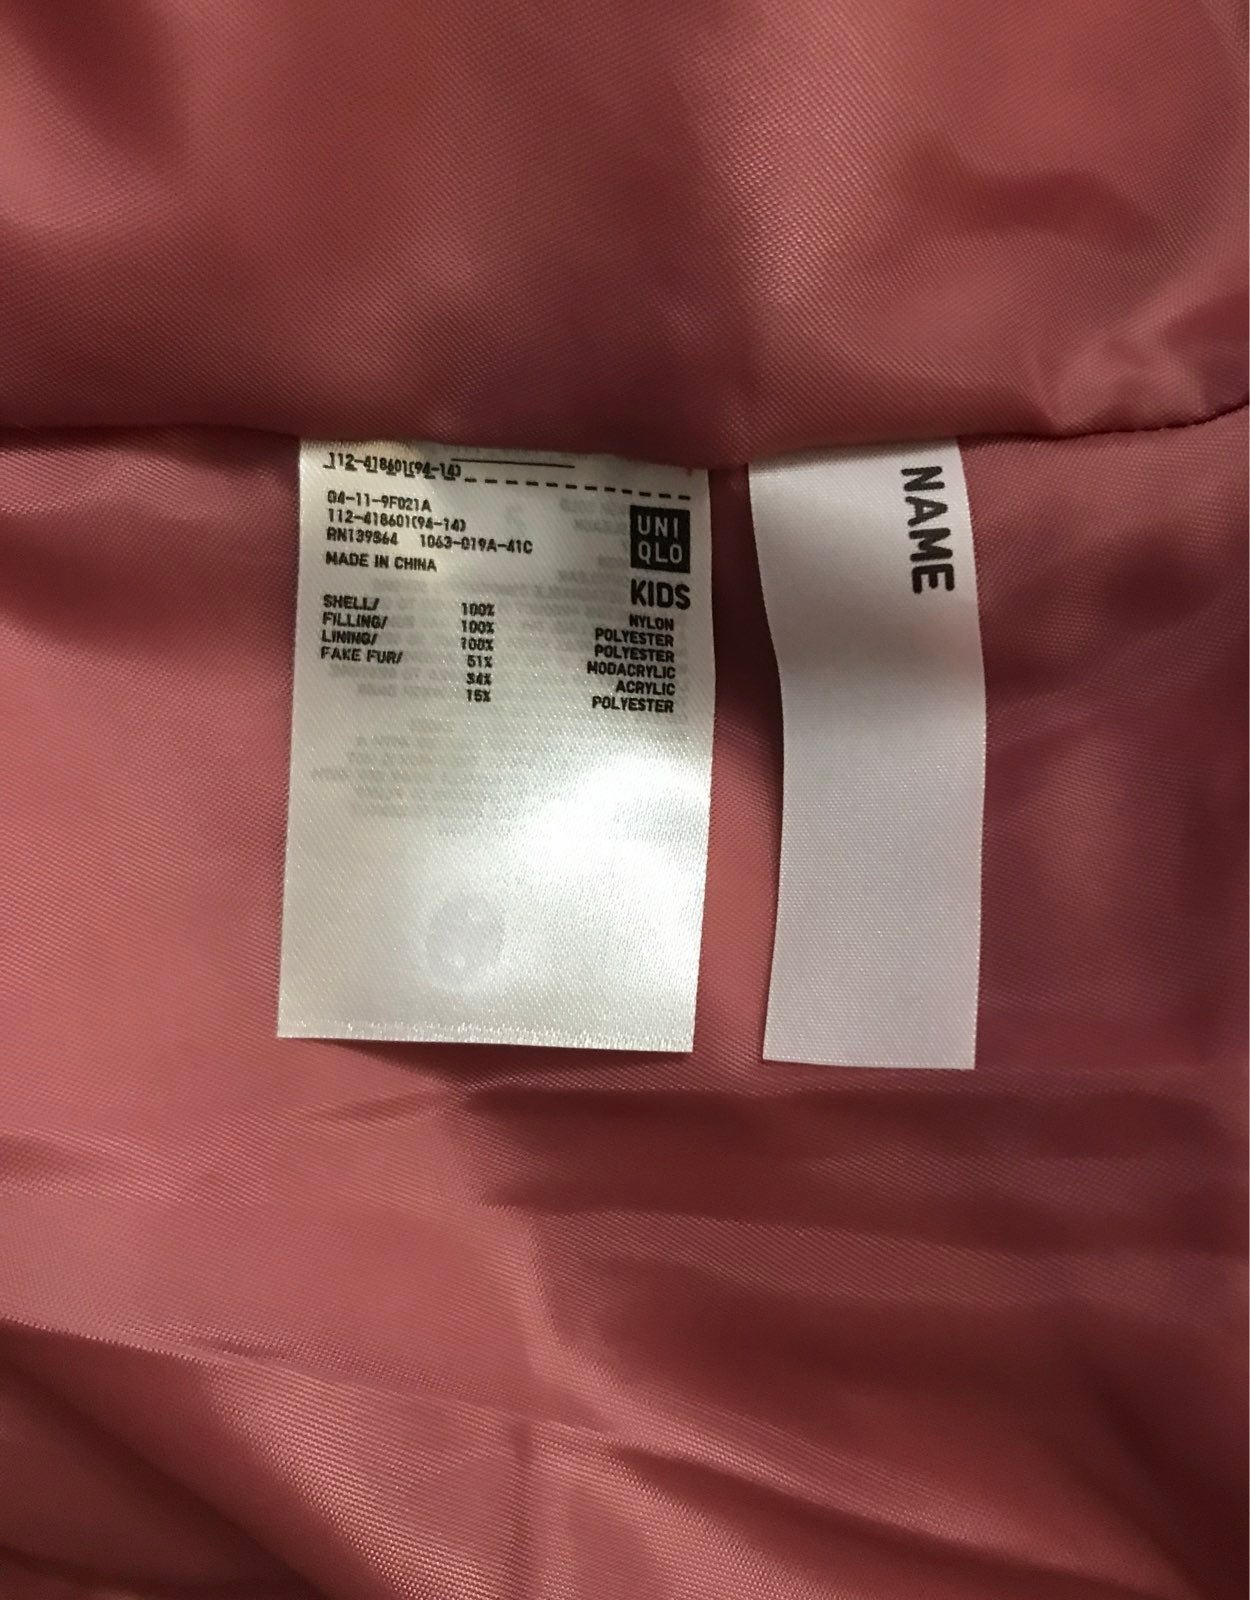 112-418601(94-14)
04-11-9F021A
112-418601(94-14)
RN139564 1063-019A-41C
MADE IN CHINA
UNI
QLO
KIDS
SHELL/ 100% NYLON
FILLING/ 100% POLYESTER
LINING/ 100% POLYESTER
FAKE FUR/ 51% MODACRYLIC
34% ACRYLIC
15% POLYESTER
NAME